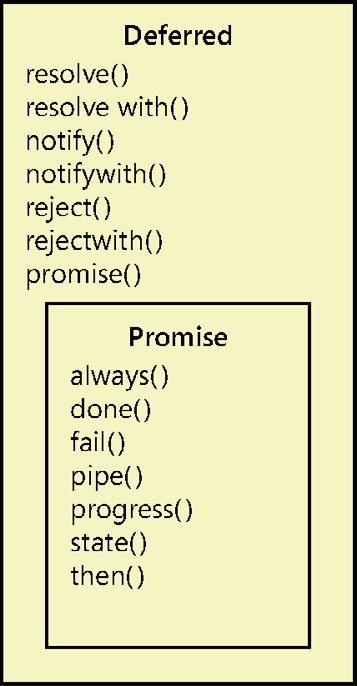 Deferred
resolve()
resolve with()
notify()
notifywith()
reject()
rejectwith()
promise()
Promise
always()
done()
fail()
pipe()
progress()
state()
then()